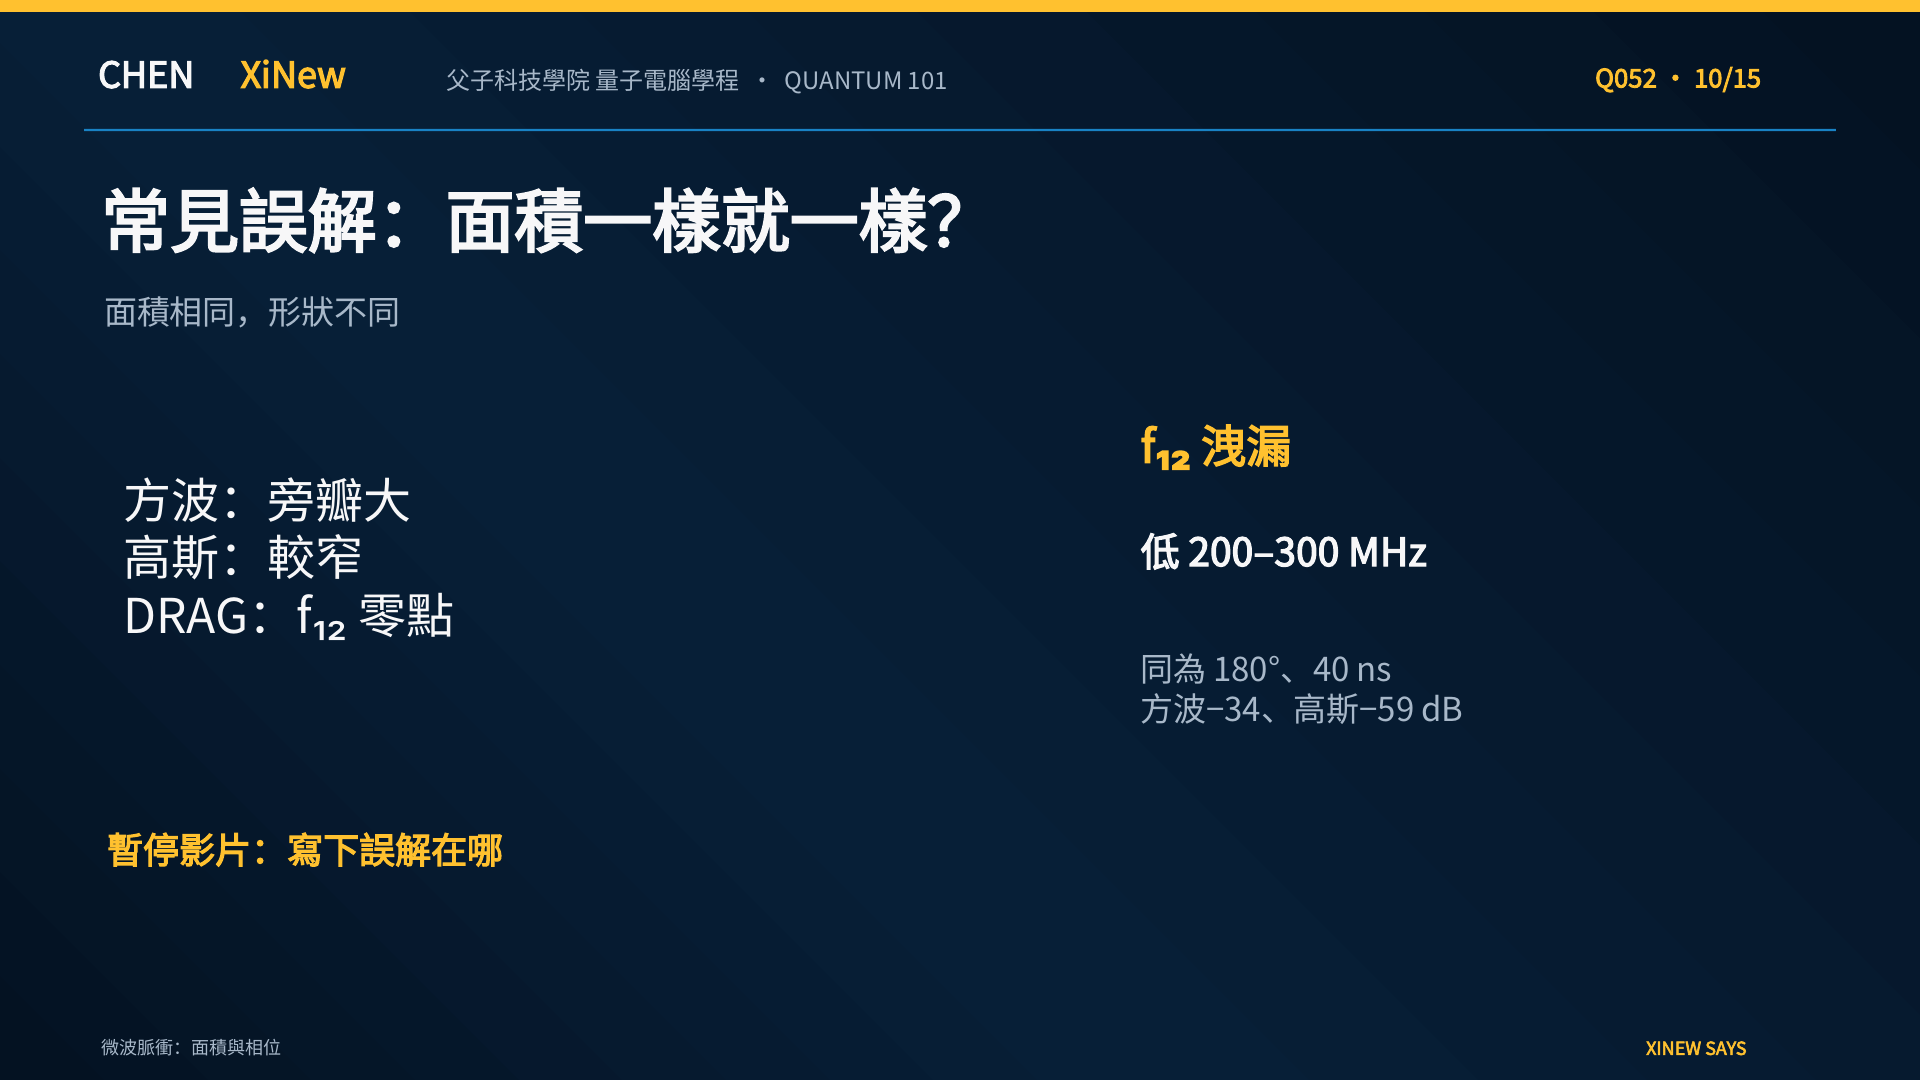 CHEN XiNew 父子科技學院 量子電腦學程 • QUANTUM 101
Q052 • 10/15
常見誤解：面積一樣就一樣？
面積相同，形狀不同
方波：旁瓣大
高斯：較窄
DRAG：f₁₂ 零點
f₁₂ 洩漏
低 200–300 MHz
同為 180°、40 ns
方波−34、高斯−59 dB
暫停影片：寫下誤解在哪
微波脈衝：面積與相位
XINEW SAYS